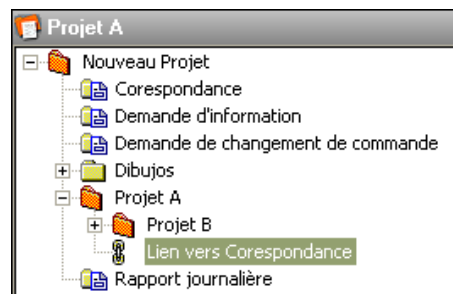 Projet A
Nouveau Projet
Corespondance
Demande d'information
Demande de changement de commande
Dibujos
Projet A
Projet B
Lien vers Corespondance
Rapport journalière